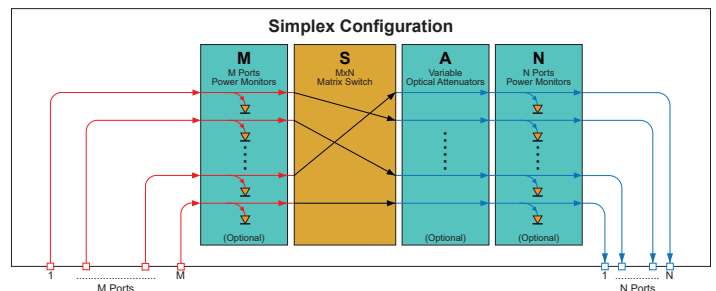 Simplex Configuration
M
M Ports
Power Monitors
S
MxN
Matrix Switch
A
Variable
Optical Attenuators
N
N Ports
Power Monitors
(Optional)
(Optional)
(Optional)
1
M
M Ports
1
N
N Ports